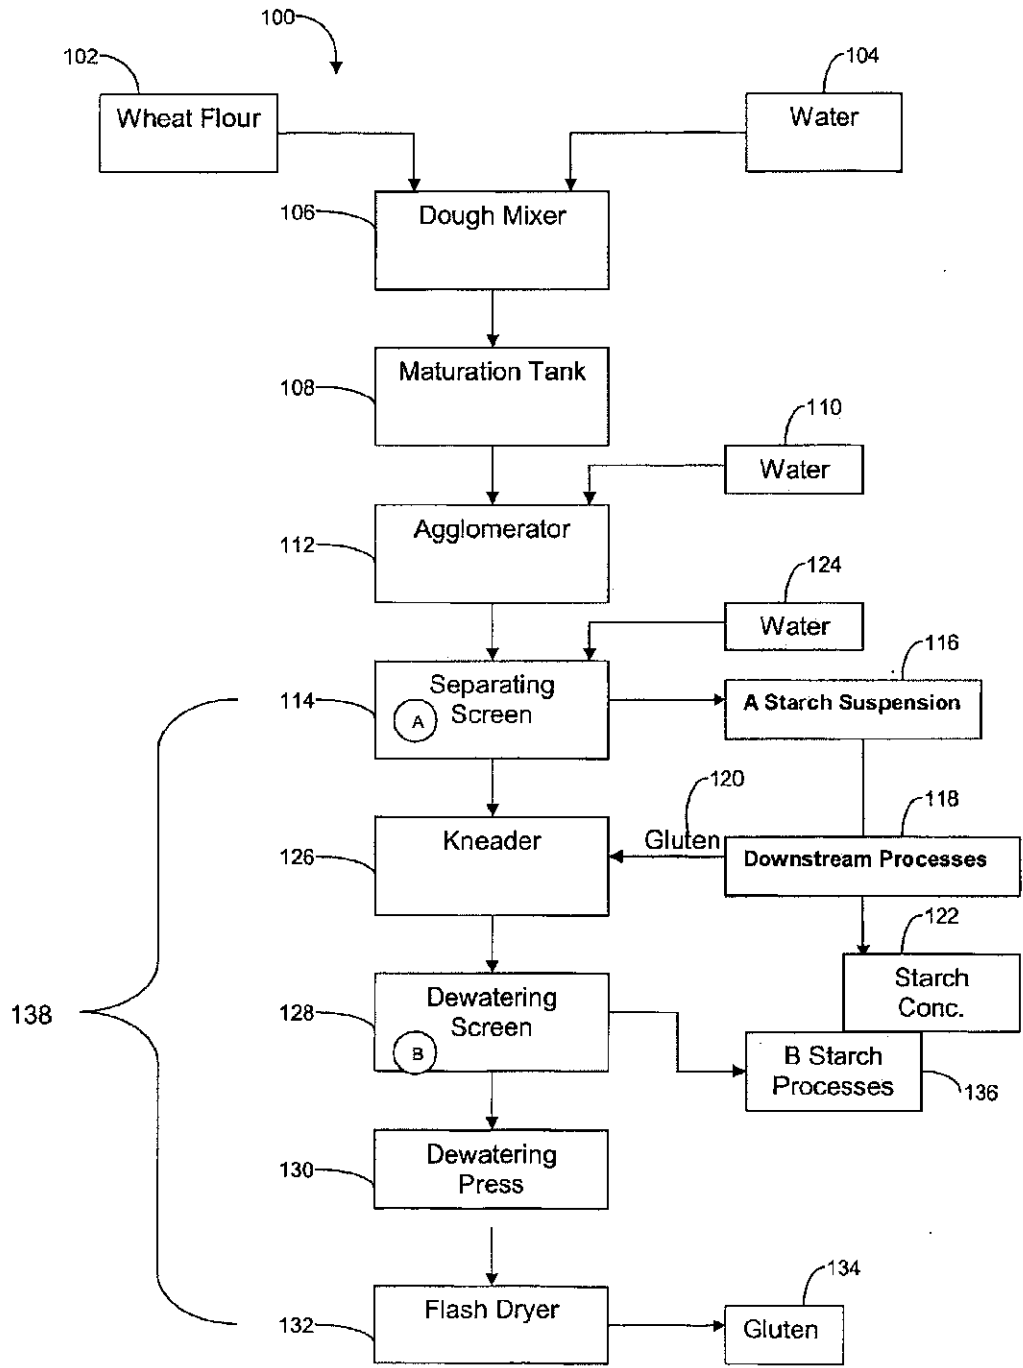 100
102
104
Wheat Flour
Water
106
Dough Mixer
108
Maturation Tank
110
Water
112
Agglomerator
124
Water
116
114
Separating
Screen
A
A Starch Suspension
120
118
126
Kneader
Gluten
Downstream Processes
122
138
128
Dewatering
Screen
B
Starch
Conc.
B Starch
Processes
136
130
Dewatering
Press
134
132
Flash Dryer
Gluten